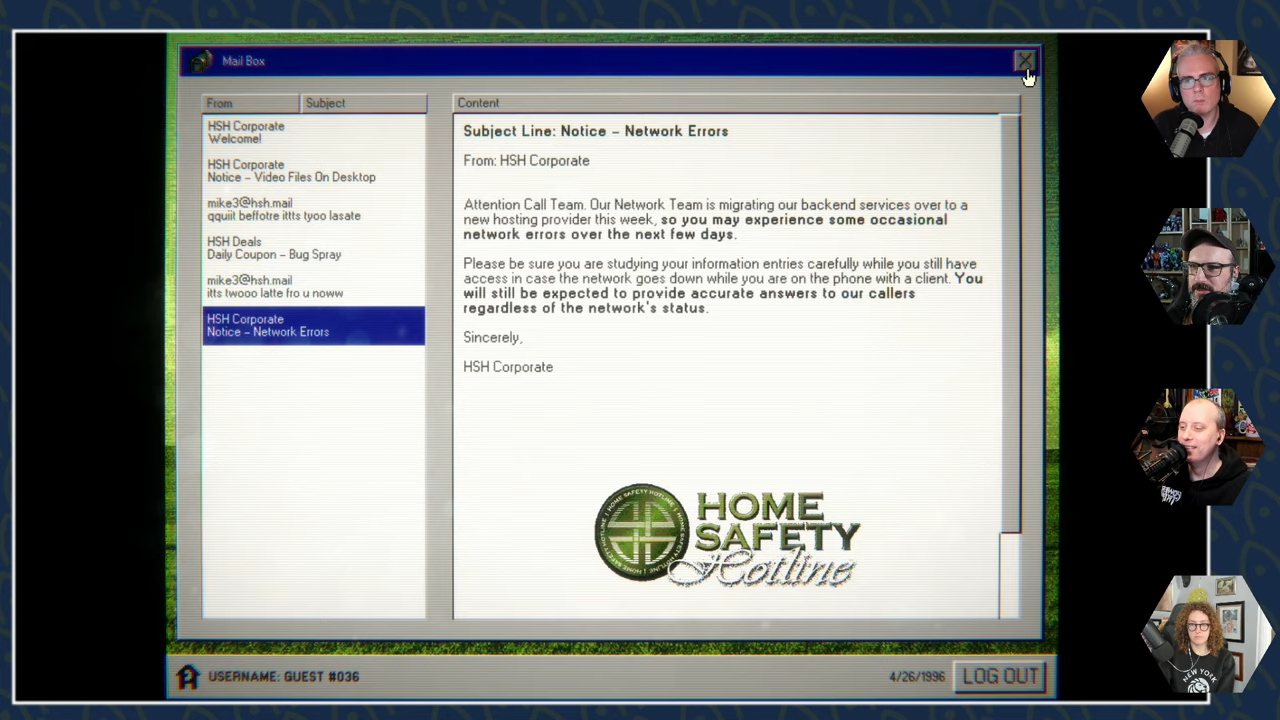 Mail Box
From Subject
HSH Corporate
Welcome!
HSH Corporate
Notice – Video Files On Desktop
mike3@hsh.mail
qquiit beffotre ittts tyoo lasate
HSH Deals
Daily Coupon – Bug Spray
mike3@hsh.mail
itts twooo latte fro u noww
HSH Corporate
Notice – Network Errors
Content
Subject Line: Notice – Network Errors
From: HSH Corporate
Attention Call Team. Our Network Team is migrating our backend services over to a
new hosting provider this week, so you may experience some occasional
network errors over the next few days.
Please be sure you are studying your information entries carefully while you still have
access in case the network goes down while you are on the phone with a client. You
will still be expected to provide accurate answers to our callers
regardless of the network's status.
Sincerely,
HSH Corporate
HOME
SAFETY
Hotline
USERNAME: GUEST #036
4/26/1996
LOG OUT
NEW YORK